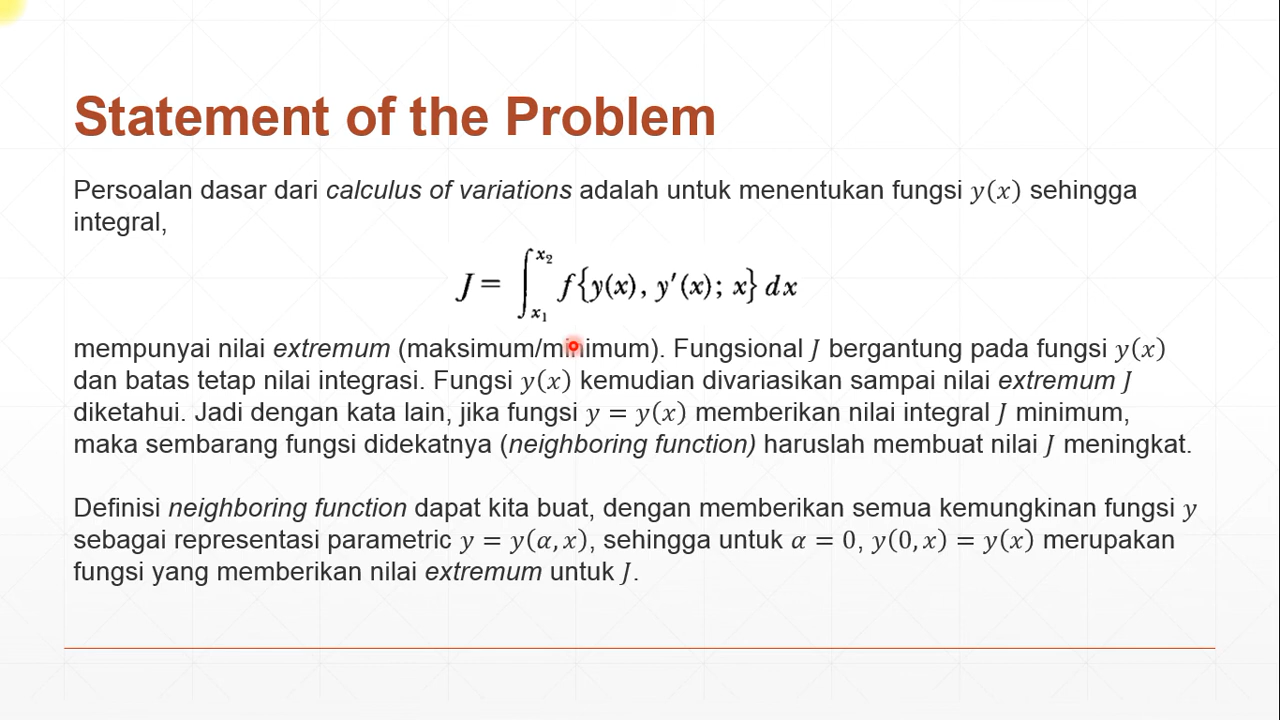 Statement of the Problem
Persoalan dasar dari calculus of variations adalah untuk menentukan fungsi y(x) sehingga
integral,
J = ∫_{x₁}^{x₂} f{y(x), y′(x); x} dx
mempunyai nilai extremum (maksimum/minimum). Fungsional J bergantung pada fungsi y(x)
dan batas tetap nilai integrasi. Fungsi y(x) kemudian divariasikan sampai nilai extremum J
diketahui. Jadi dengan kata lain, jika fungsi y = y(x) memberikan nilai integral J minimum,
maka sembarang fungsi didekatnya (neighboring function) haruslah membuat nilai J meningkat.
Definisi neighboring function dapat kita buat, dengan memberikan semua kemungkinan fungsi y
sebagai representasi parametric y = y(α, x), sehingga untuk α = 0, y(0, x) = y(x) merupakan
fungsi yang memberikan nilai extremum untuk J.